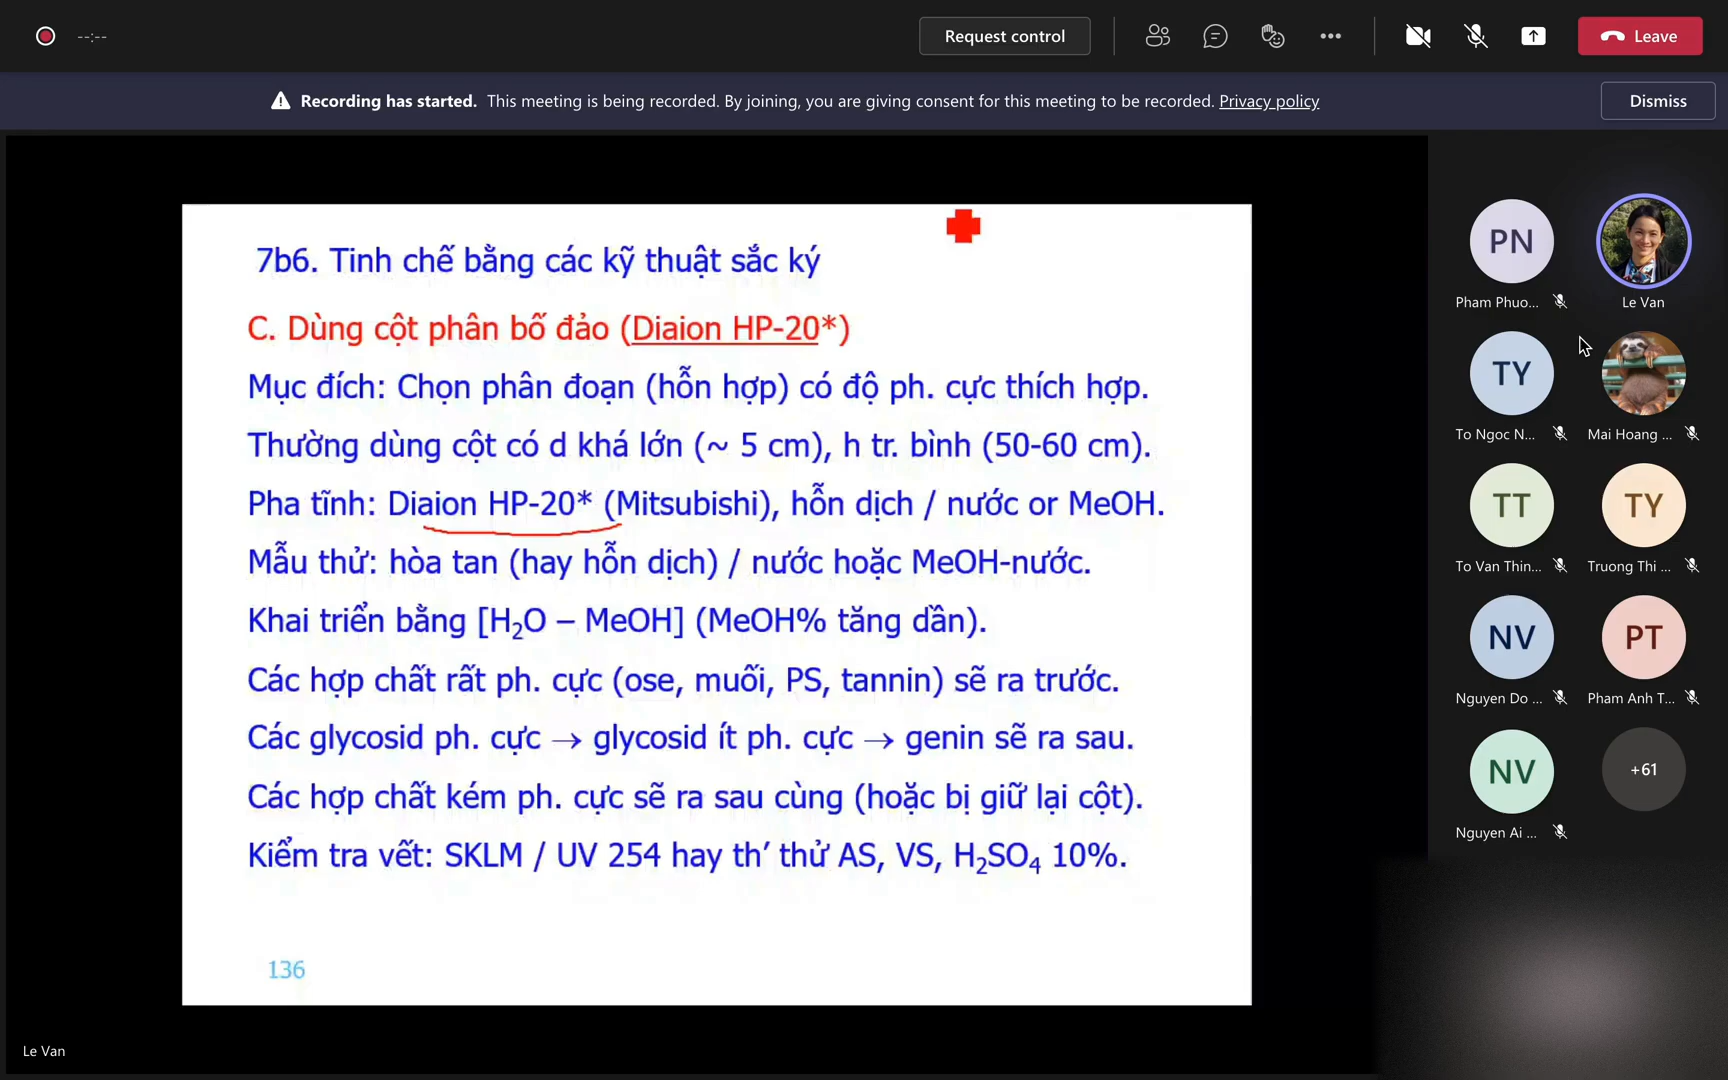 --:--
Request control
Leave
Recording has started. This meeting is being recorded. By joining, you are giving consent for this meeting to be recorded. Privacy policy
Dismiss
7b6. Tinh chế bằng các kỹ thuật sắc ký
C. Dùng cột phân bố đảo (Diaion HP-20*)
Mục đích: Chọn phân đoạn (hỗn hợp) có độ ph. cực thích hợp.
Thường dùng cột có d khá lớn (~ 5 cm), h tr. bình (50-60 cm).
Pha tĩnh: Diaion HP-20* (Mitsubishi), hỗn dịch / nước or MeOH.
Mẫu thử: hòa tan (hay hỗn dịch) / nước hoặc MeOH-nước.
Khai triển bằng [H₂O – MeOH] (MeOH% tăng dần).
Các hợp chất rất ph. cực (ose, muối, PS, tannin) sẽ ra trước.
Các glycosid ph. cực → glycosid ít ph. cực → genin sẽ ra sau.
Các hợp chất kém ph. cực sẽ ra sau cùng (hoặc bị giữ lại cột).
Kiểm tra vết: SKLM / UV 254 hay th’ thử AS, VS, H₂SO₄ 10%.
136
Le Van
PN
Pham Phuo...
Le Van
TY
To Ngoc N...
Mai Hoang ...
TT
To Van Thin...
TY
Truong Thi ...
NV
Nguyen Do ...
PT
Pham Anh T...
NV
Nguyen Ai ...
+61